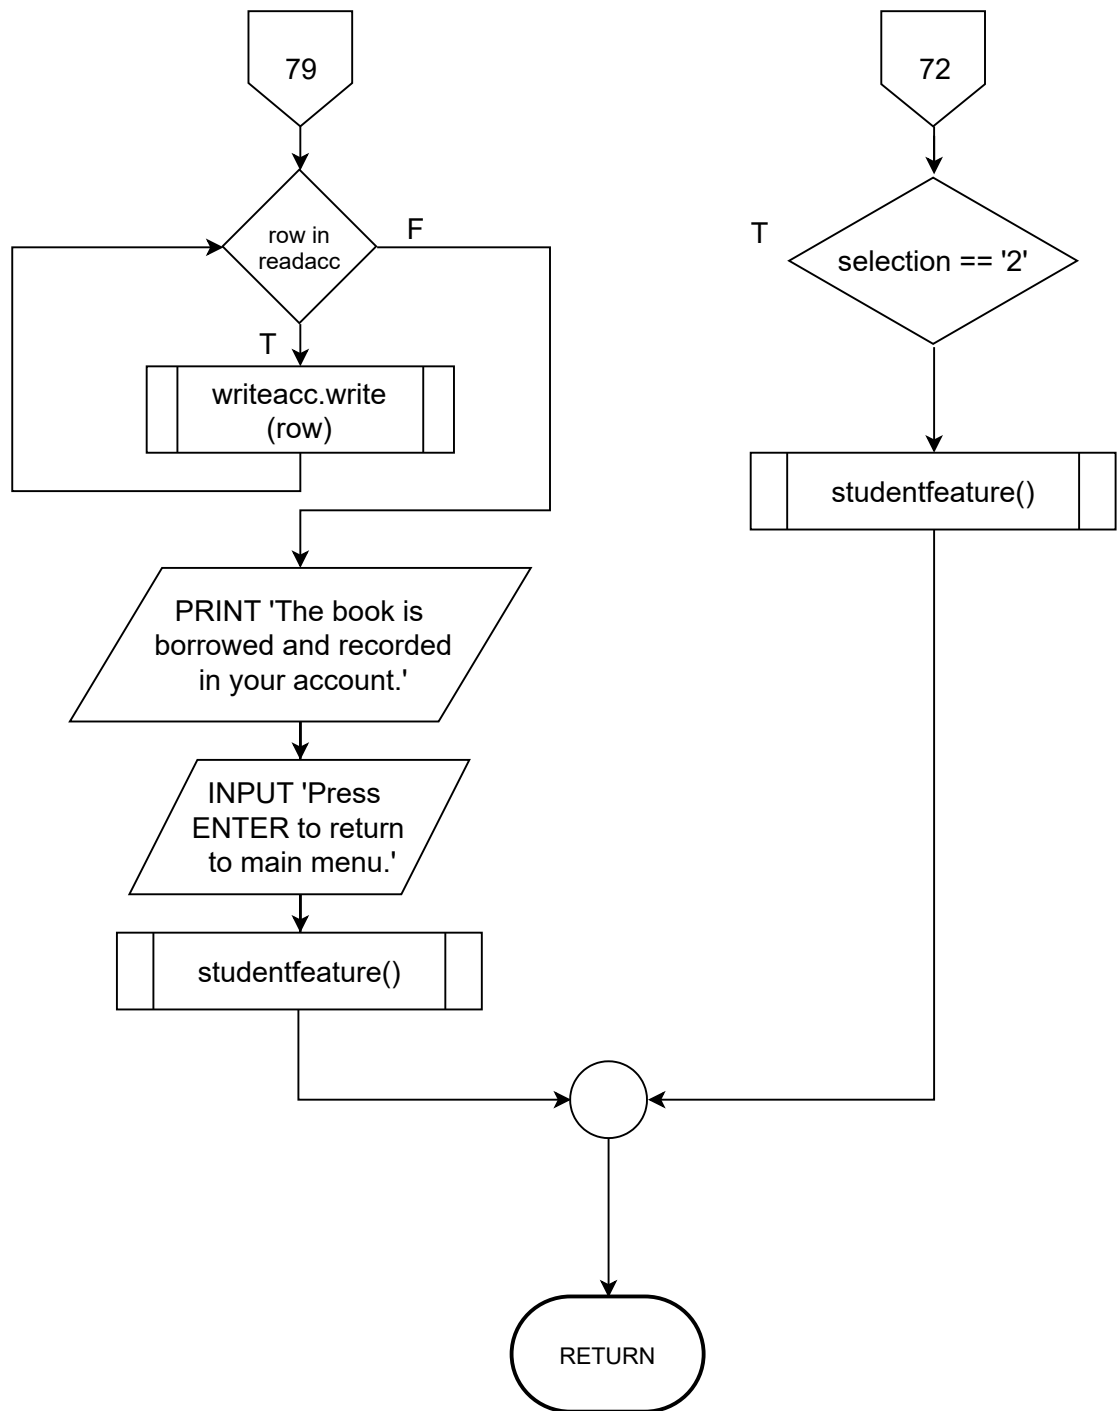 79
row in
readacc
F
T
writeacc.write
(row)
PRINT 'The book is
borrowed and recorded
in your account.'
INPUT 'Press
ENTER to return
to main menu.'
studentfeature()
72
T
selection == '2'
studentfeature()
RETURN